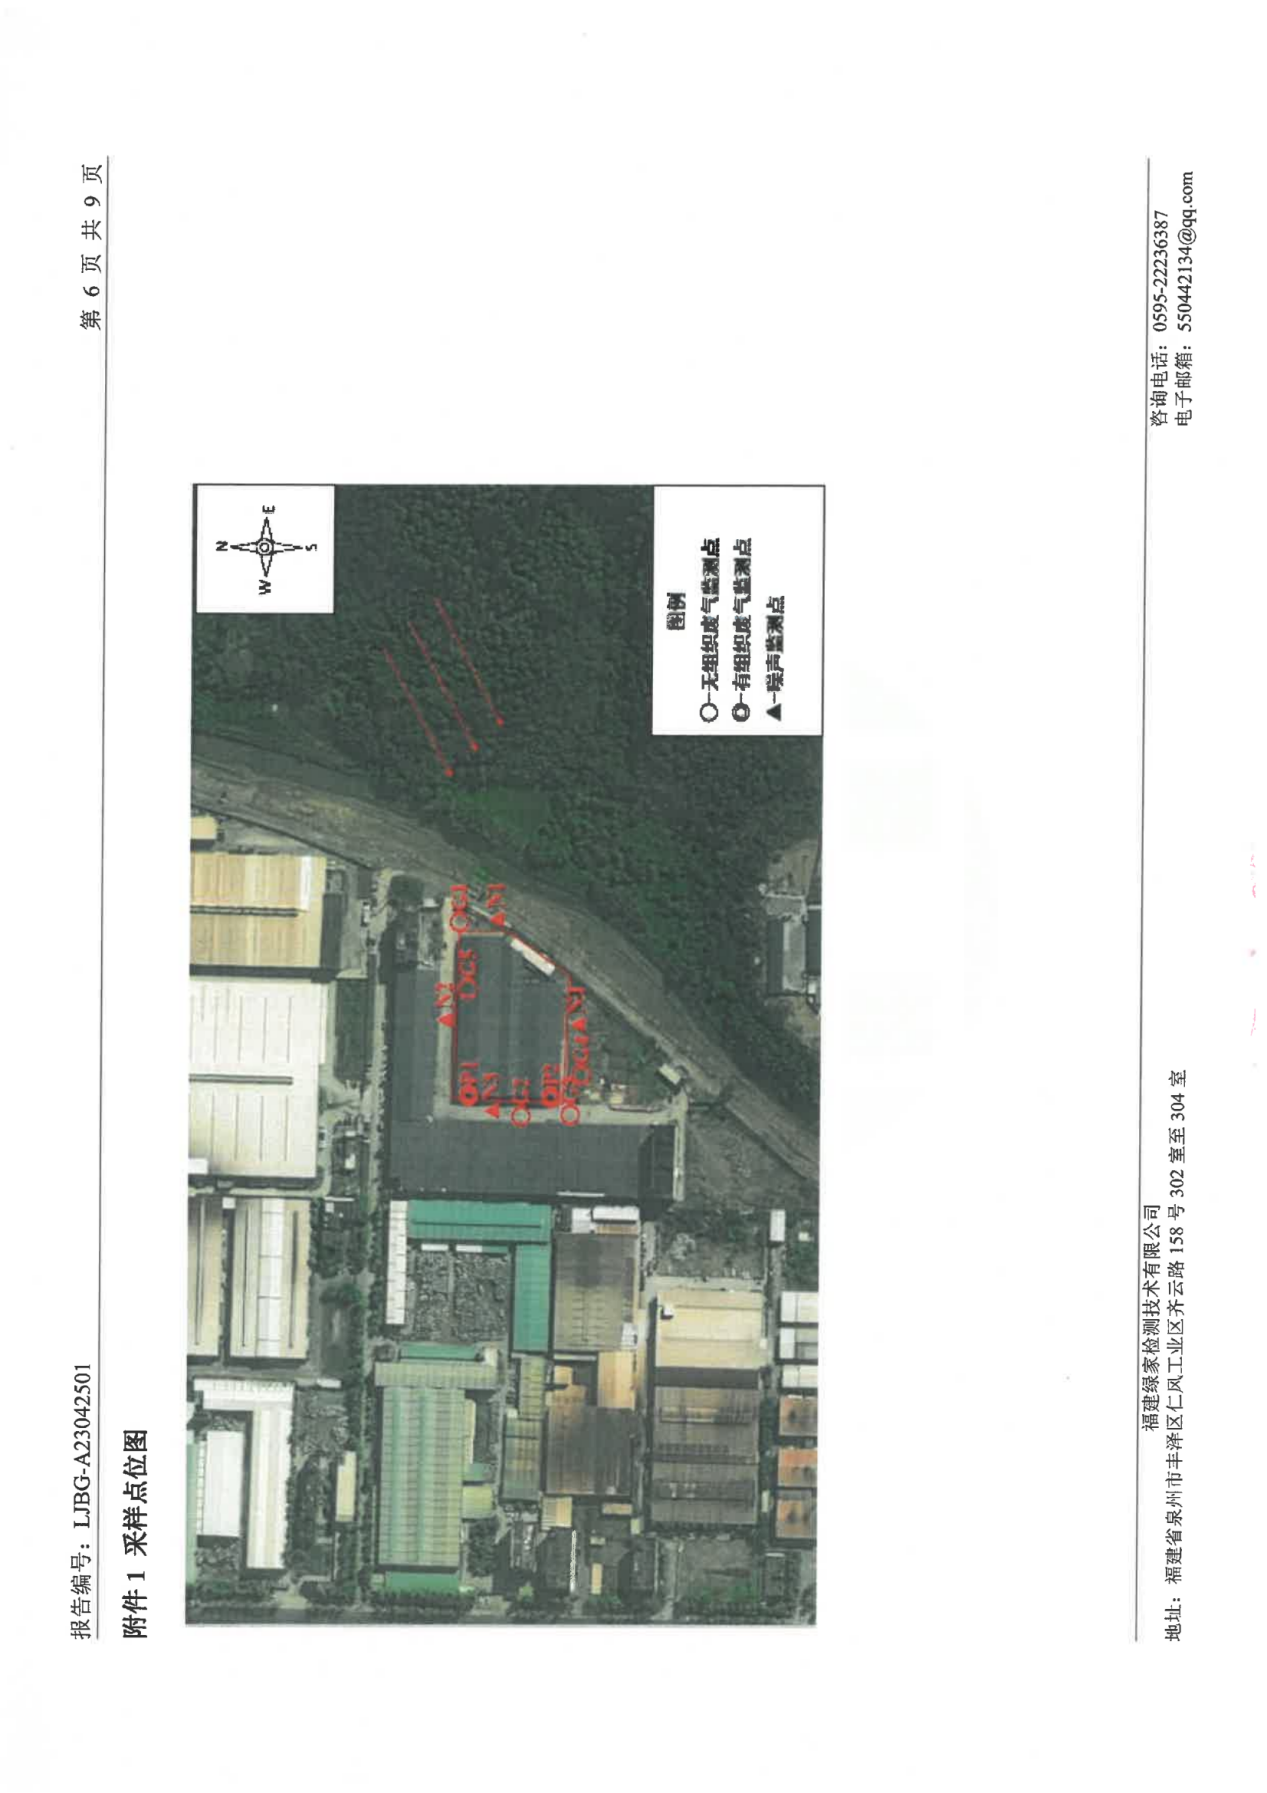 报告编号：LJBG-A23042501
第 6 页 共 9 页
附件 1 采样点位图
N
W
E
S
G1
N1
G5
N2
P1
N3
G2
P2
G3
G4
图例
○-无组织废气监测点
◎-有组织废气监测点
▲-噪声监测点
福建绿家检测技术有限公司
地址：福建省泉州市丰泽区仁风工业区齐云路 158 号 302 室至 304 室
咨询电话：0595-22236387
电子邮箱：550442134@qq.com